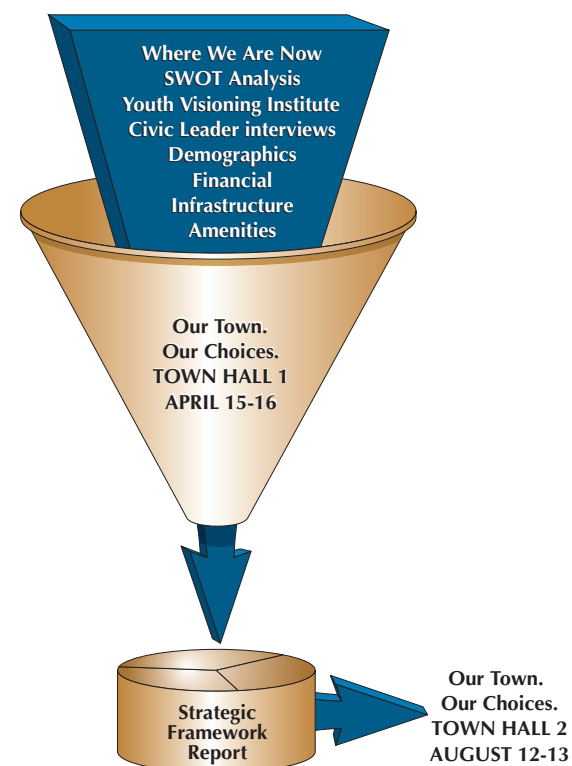 Where We Are Now
SWOT Analysis
Youth Visioning Institute
Civic Leader interviews
Demographics
Financial
Infrastructure
Amenities
Our Town.
Our Choices.
TOWN HALL 1
APRIL 15-16
Strategic
Framework
Report
Our Town.
Our Choices.
TOWN HALL 2
AUGUST 12-13